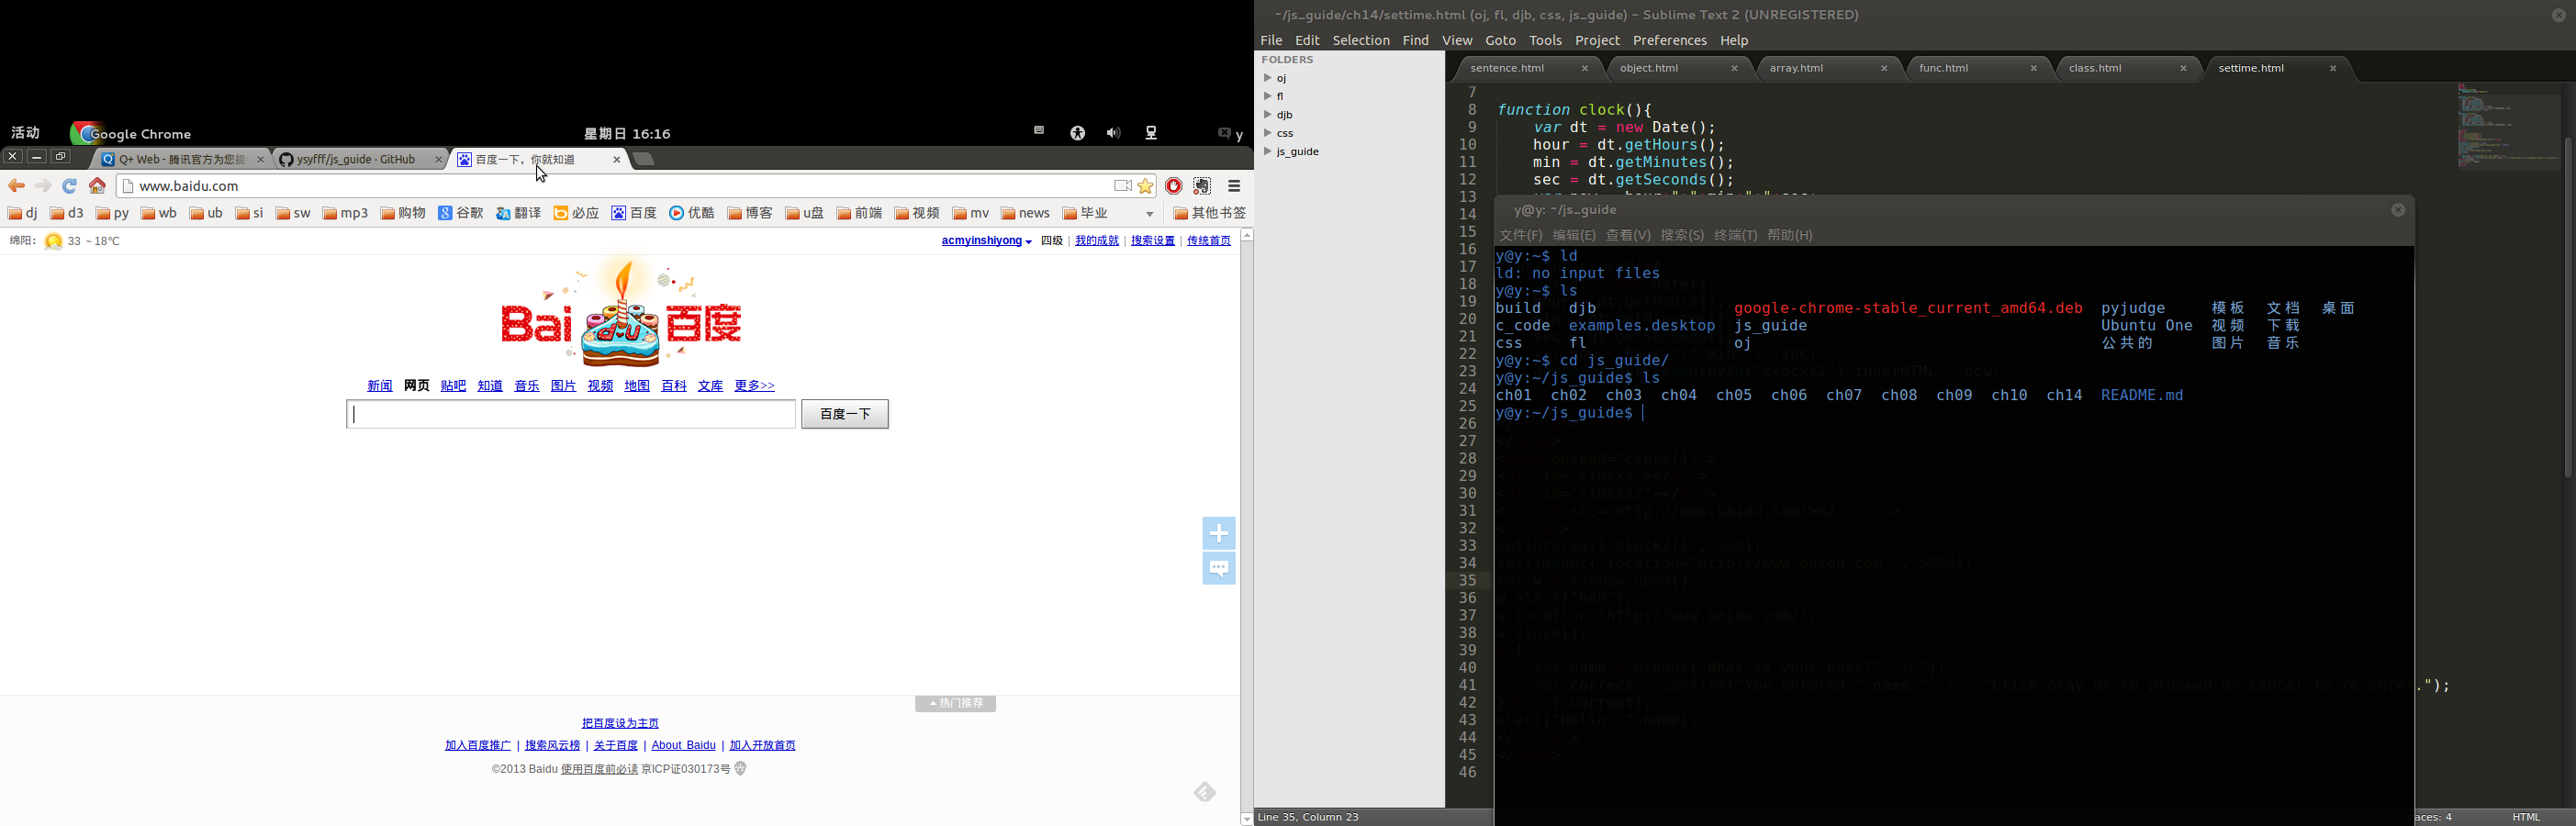 活动
Google Chrome
星期日 16:16
y
Q+ Web - 腾讯官方为您提
ysyfff/js_guide · GitHub
百度一下，你就知道
www.baidu.com
dj d3 py wb ub si sw mp3 购物 谷歌 翻译 必应 百度 优酷 博客 u盘 前端 视频 mv news 毕业 其他书签
绵阳： 33 ~ 18℃
acmyinshiyong 四级 | 我的成就 | 搜索设置 | 传统首页
Bai du 百度
新闻 网页 贴吧 知道 音乐 图片 视频 地图 百科 文库 更多>>
百度一下
热门推荐
把百度设为主页
加入百度推广 | 搜索风云榜 | 关于百度 | About Baidu | 加入开放首页
©2013 Baidu 使用百度前必读 京ICP证030173号
~/js_guide/ch14/settime.html (oj, fl, djb, css, js_guide) - Sublime Text 2 (UNREGISTERED)
File Edit Selection Find View Goto Tools Project Preferences Help
FOLDERS
oj
fl
djb
css
js_guide
sentence.html object.html array.html func.html class.html settime.html
7
8 function clock(){
9 var dt = new Date();
10 hour = dt.getHours();
11 min = dt.getMinutes();
12 sec = dt.getSeconds();
13
14
15
16
17
18
19
20
21
22
23
24
25
26
27
28
29
30
31
32
33
34
35
36
37
38
39
40
41 .");
42
43
44
45
46
y@y: ~/js_guide
文件(F) 编辑(E) 查看(V) 搜索(S) 终端(T) 帮助(H)
y@y:~$ ld
ld: no input files
y@y:~$ ls
build djb google-chrome-stable_current_amd64.deb pyjudge 模板 文档 桌面
c_code examples.desktop js_guide Ubuntu One 视频 下载
css fl oj 公共的 图片 音乐
y@y:~$ cd js_guide/
y@y:~/js_guide$ ls
ch01 ch02 ch03 ch04 ch05 ch06 ch07 ch08 ch09 ch10 ch14 README.md
y@y:~/js_guide$
Line 35, Column 23
aces: 4
HTML